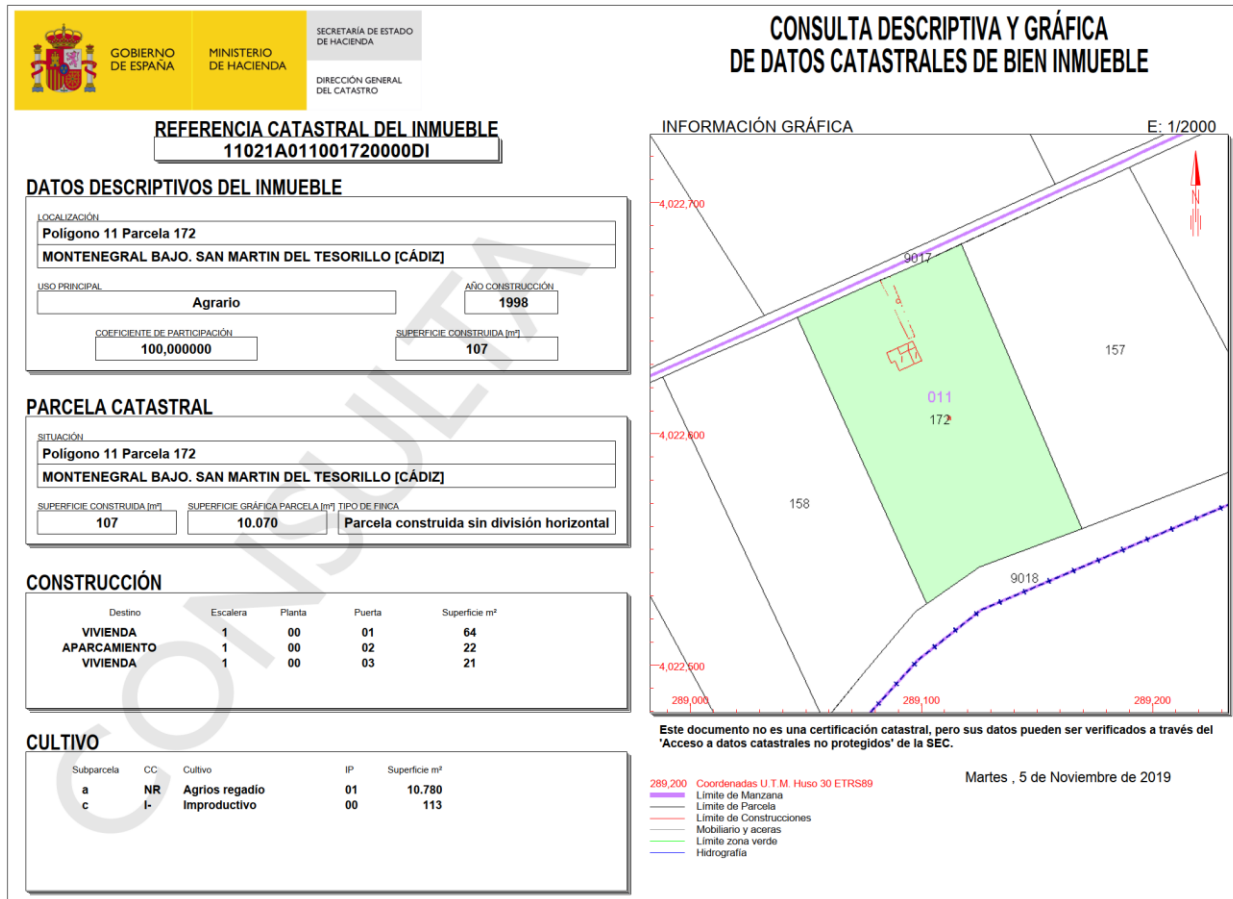 GOBIERNO
DE ESPAÑA
MINISTERIO
DE HACIENDA
SECRETARÍA DE ESTADO
DE HACIENDA
DIRECCIÓN GENERAL
DEL CATASTRO
CONSULTA DESCRIPTIVA Y GRÁFICA
DE DATOS CATASTRALES DE BIEN INMUEBLE
REFERENCIA CATASTRAL DEL INMUEBLE
11021A011001720000DI
DATOS DESCRIPTIVOS DEL INMUEBLE
LOCALIZACIÓN
Polígono 11 Parcela 172
MONTENEGRAL BAJO. SAN MARTIN DEL TESORILLO [CÁDIZ]
USO PRINCIPAL AÑO CONSTRUCCIÓN
Agrario 1998
COEFICIENTE DE PARTICIPACIÓN SUPERFICIE CONSTRUIDA [m²]
100,000000 107
PARCELA CATASTRAL
SITUACIÓN
Polígono 11 Parcela 172
MONTENEGRAL BAJO. SAN MARTIN DEL TESORILLO [CÁDIZ]
SUPERFICIE CONSTRUIDA [m²] SUPERFICIE GRÁFICA PARCELA [m²] TIPO DE FINCA
107 10.070 Parcela construida sin división horizontal
CONSTRUCCIÓN
Destino Escalera Planta Puerta Superficie m²
VIVIENDA 1 00 01 64
APARCAMIENTO 1 00 02 22
VIVIENDA 1 00 03 21
CULTIVO
Subparcela CC Cultivo IP Superficie m²
a NR Agrios regadío 01 10.780
c I- Improductivo 00 113
CONSULTA
INFORMACIÓN GRÁFICA E: 1/2000
N
4,022,700
9017
157
011
172
4,022,600
158
9018
4,022,500
289,000 289,100 289,200
Este documento no es una certificación catastral, pero sus datos pueden ser verificados a través del
'Acceso a datos catastrales no protegidos' de la SEC.
Martes , 5 de Noviembre de 2019
289,200 Coordenadas U.T.M. Huso 30 ETRS89
Límite de Manzana
Límite de Parcela
Límite de Construcciones
Mobiliario y aceras
Límite zona verde
Hidrografía